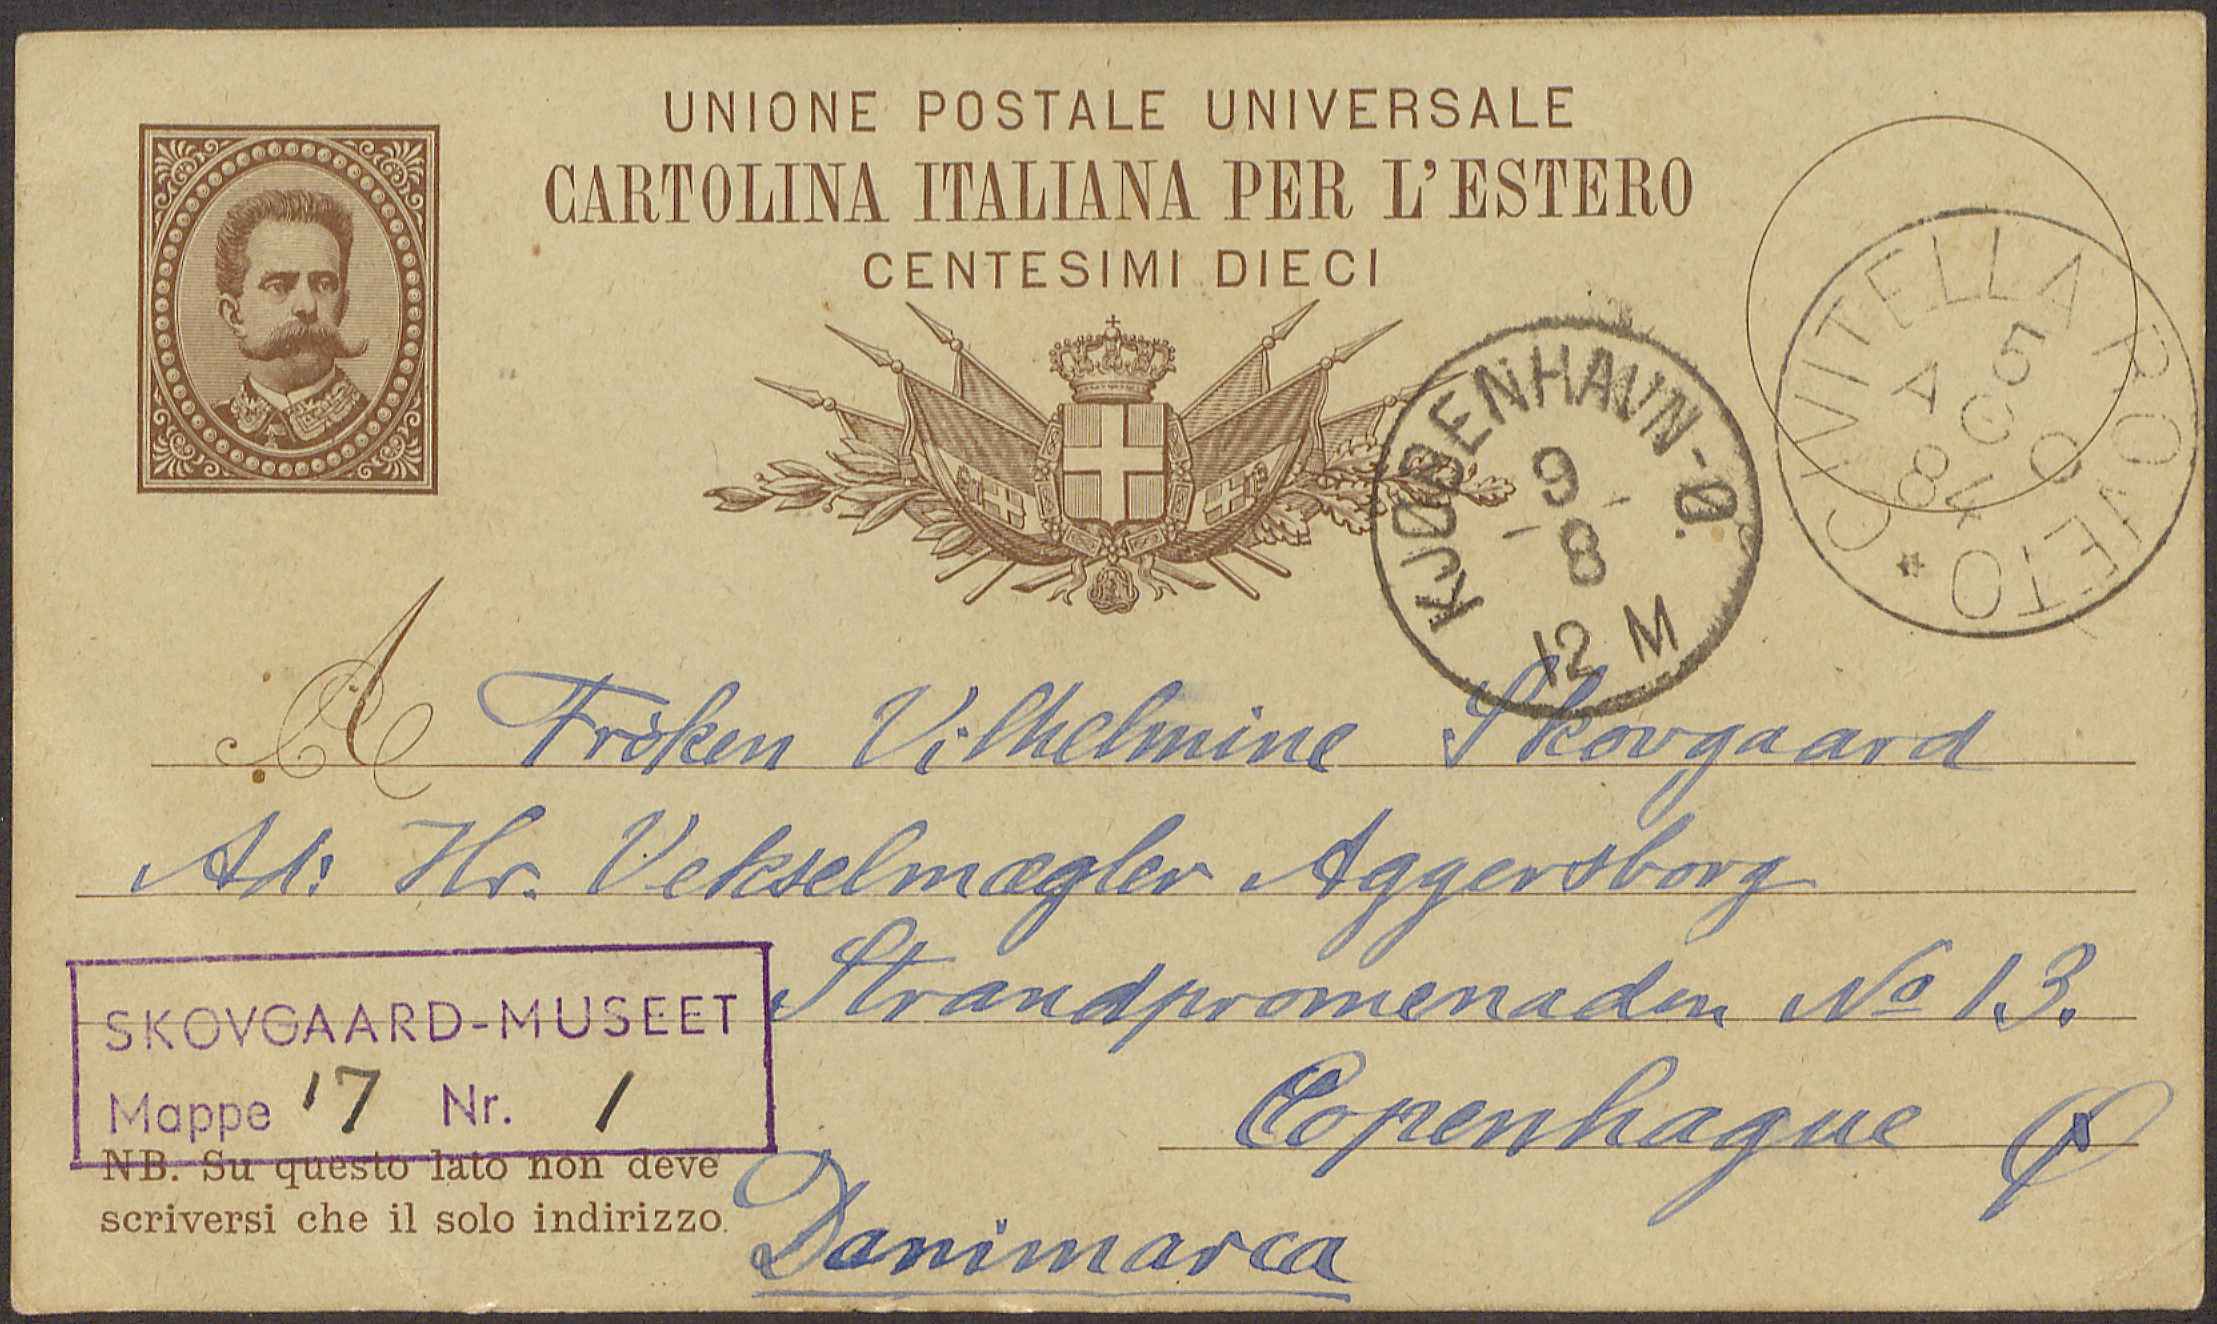 UNIONE POSTALE UNIVERSALE
CARTOLINA ITALIANA PER L'ESTERO
CENTESIMI DIECI
CIVITELLA ROVETO
5 AGO 84
KJØBENHAVN-Ø.
9-8
12 M
A Fröken Vilhelmine Skovgaard
Ad: Hr. Vekselmægler Aggersborg
Strandpromenaden No 13.
Copenhague Ø
Danimarca
SKOVGAARD-MUSEET
Mappe 17 Nr. 1
NB. Su questo lato non deve
scriversi che il solo indirizzo.